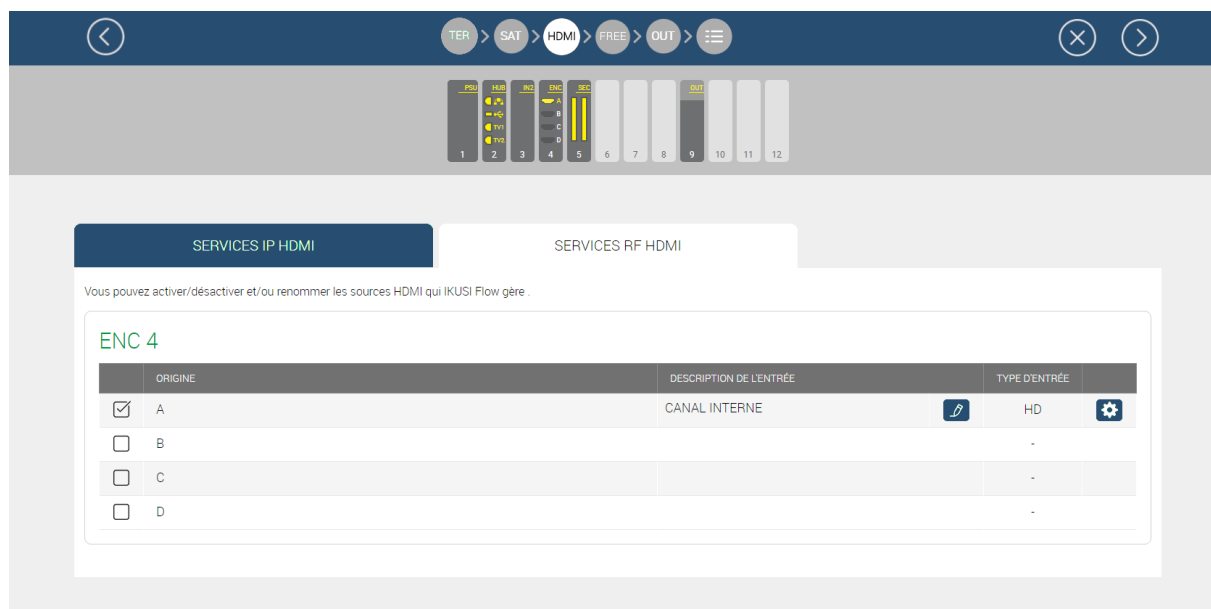 TER > SAT > HDMI > FREE > OUT >
PSU HUB IN2 ENC SEC OUT
A
B
TV1 C
TV2 D
1 2 3 4 5 6 7 8 9 10 11 12
SERVICES IP HDMI SERVICES RF HDMI
Vous pouvez activer/désactiver et/ou renommer les sources HDMI qui IKUSI Flow gère .
ENC 4
ORIGINE DESCRIPTION DE L'ENTRÉE TYPE D'ENTRÉE
A CANAL INTERNE HD
B -
C -
D -